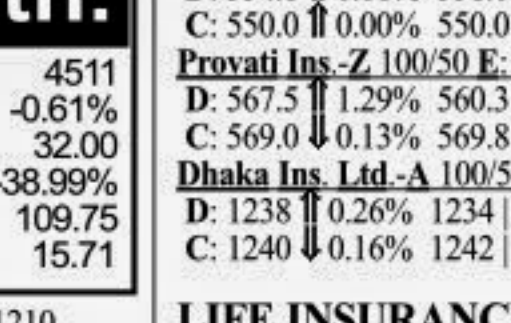 4511
-0.61%
32.00
-38.99%
109.75
15.71
C: 550.0 ⇑ 0.00% 550.0
Provati Ins.-Z 100/50 E:
D: 567.5 ⇑ 1.29% 560.3
C: 569.0 ⇓ 0.13% 569.8
Dhaka Ins. Ltd.-A 100/5
D: 1238 ⇑ 0.26% 1234 |
C: 1240 ⇓ 0.16% 1242 |
LIFE INSURANC